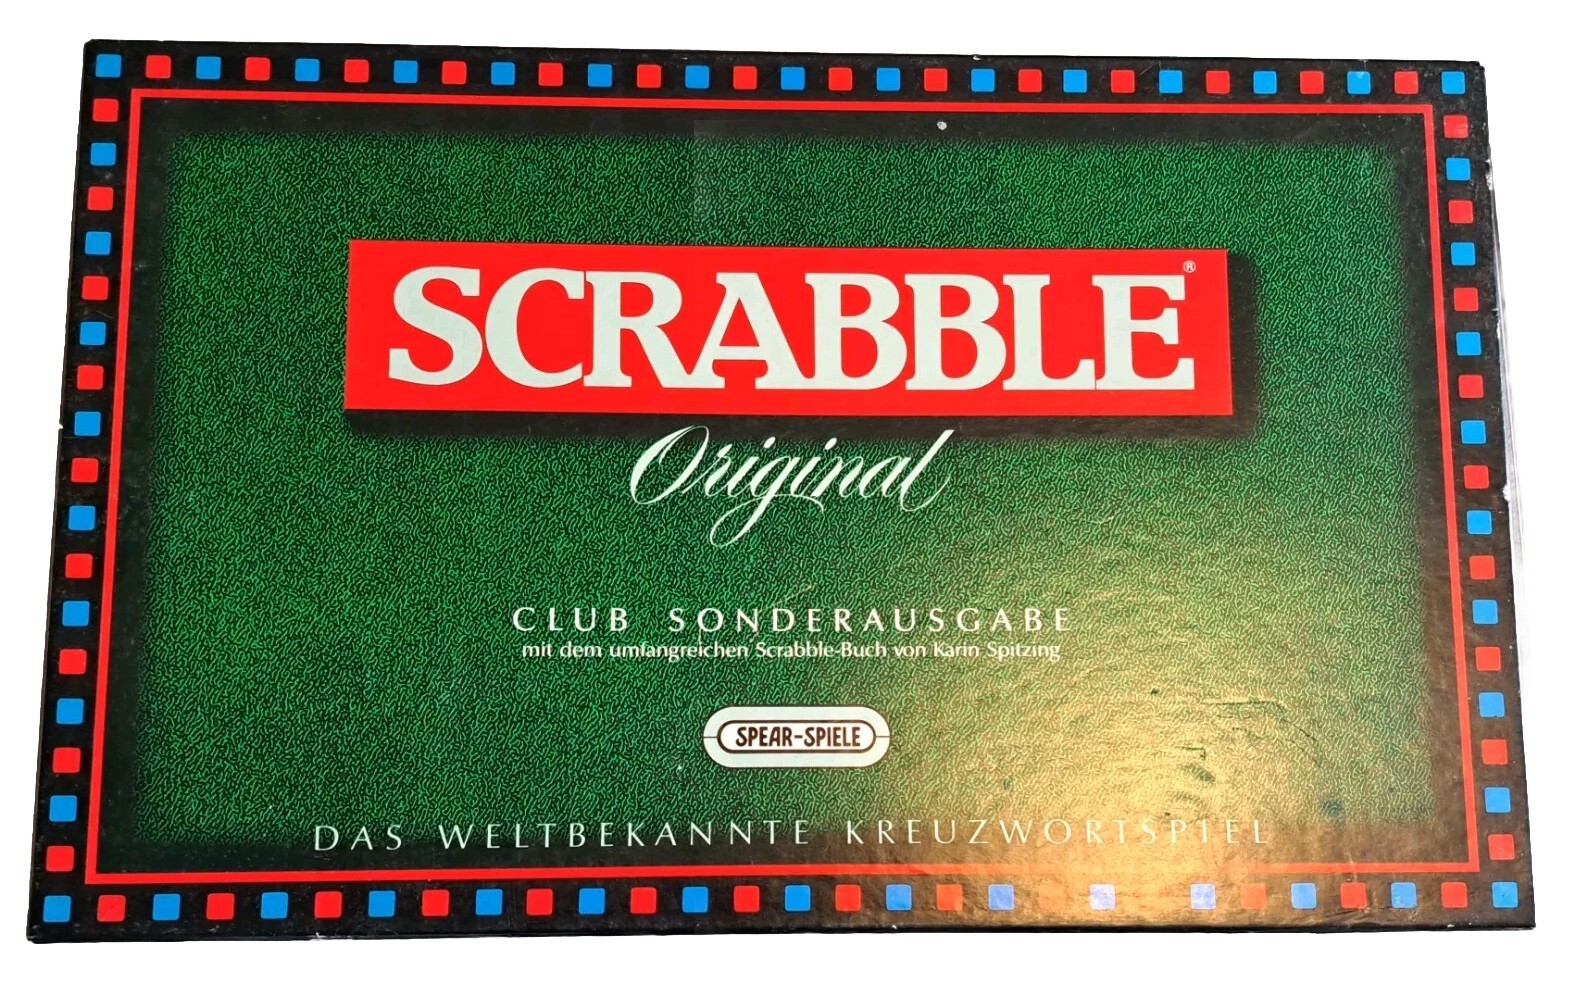 SCRABBLE®
Original
CLUB SONDERAUSGABE
mit dem umfangreichen Scrabble-Buch von Karin Spitzing
SPEAR-SPIELE
DAS WELTBEKANNTE KREUZWORTSPIEL